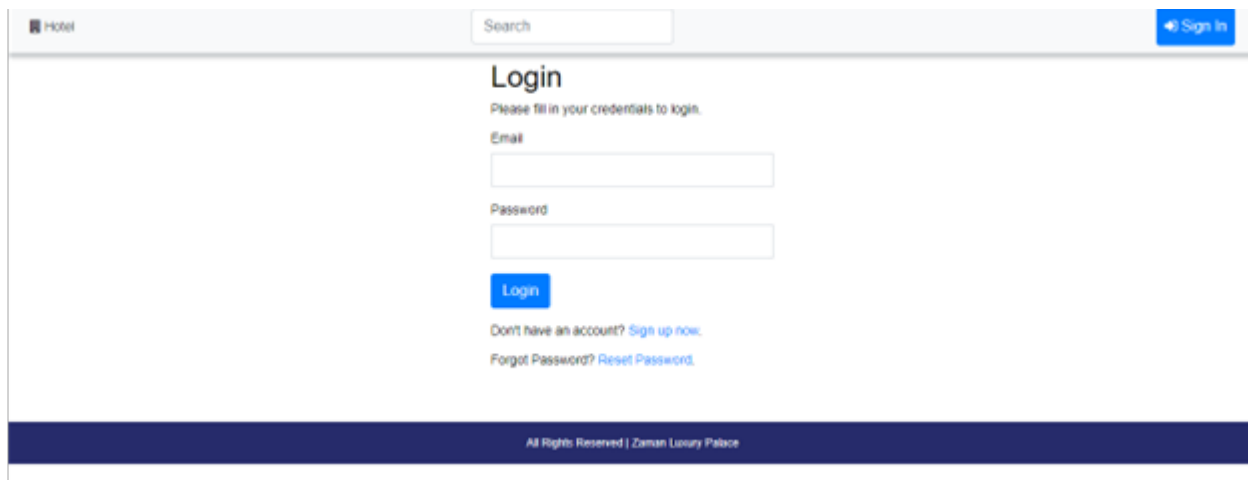 Hotel
Search
Sign In
Login
Please fill in your credentials to login.
Email
Password
Login
Don't have an account? Sign up now.
Forgot Password? Reset Password.
All Rights Reserved | Zaman Luxury Palace